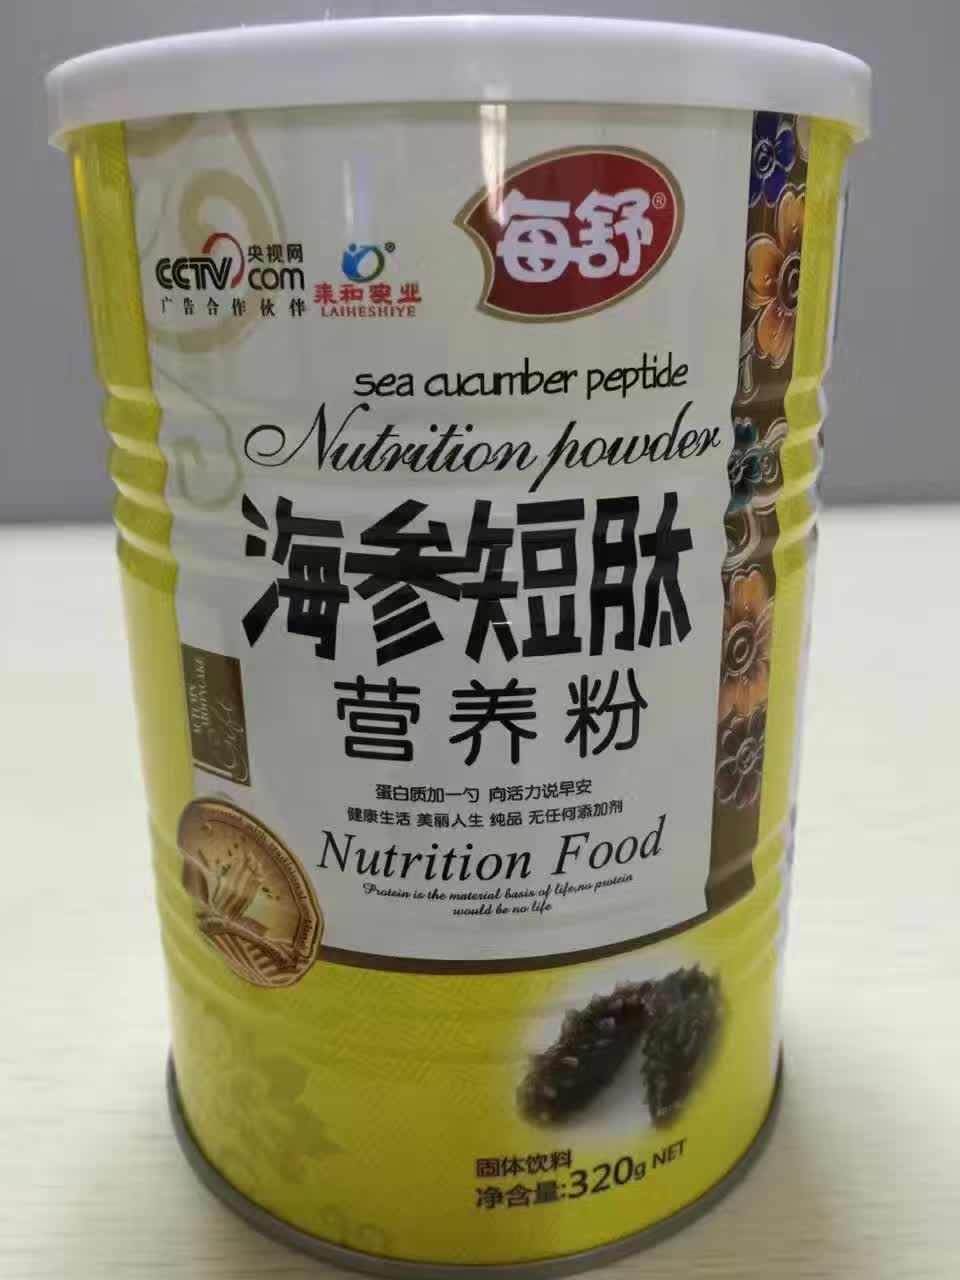 每舒®
CCTV.com 央视网
广告合作伙伴
来和实业®
LAIHESHIYE
sea cucumber peptide
Nutrition powder
海参短肽
营养粉
蛋白质加一勺 向活力说早安
健康生活 美丽人生 纯品 无任何添加剂
Nutrition Food
Protein is the material basis of life,no protein
would be no life
固体饮料
净含量:320g NET